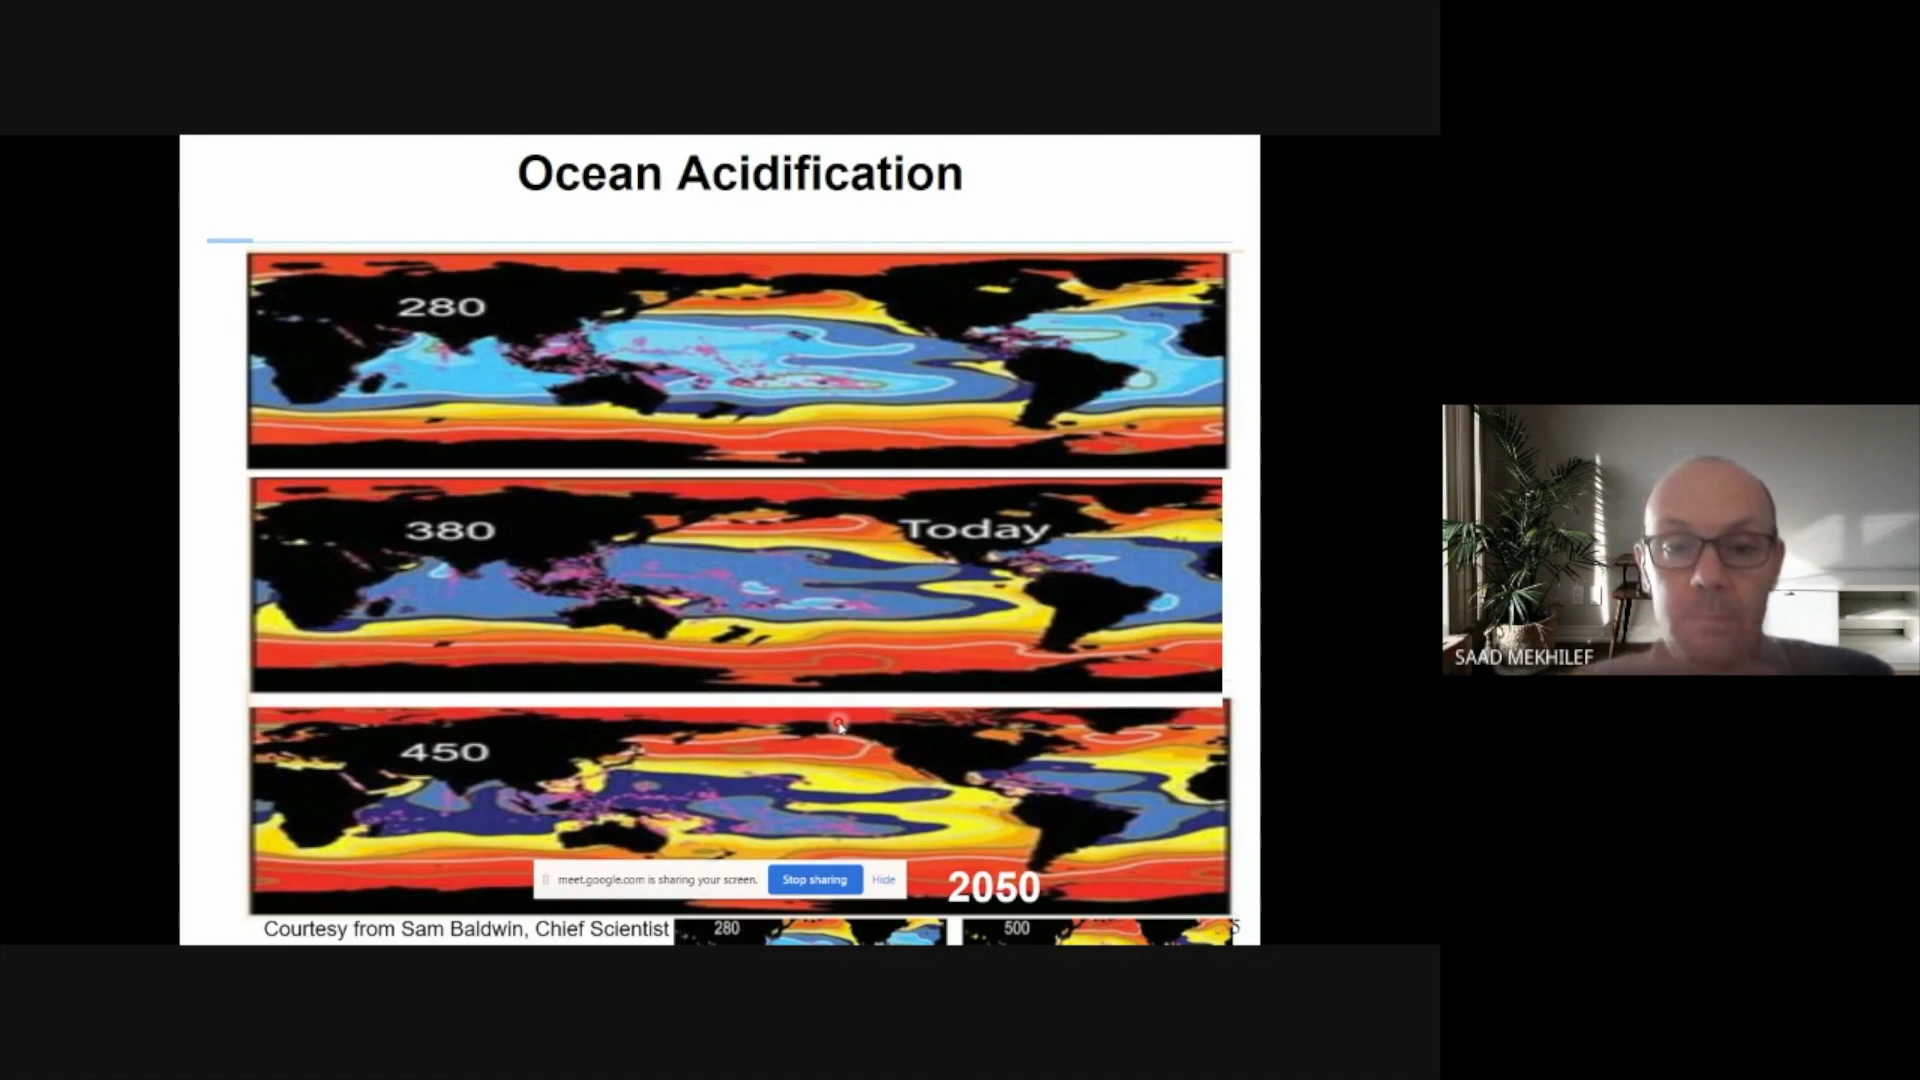 Ocean Acidification
280
380
Today
450
meet.google.com is sharing your screen.
Stop sharing
Hide
2050
Courtesy from Sam Baldwin, Chief Scientist
280
500
5
SAAD MEKHILEF